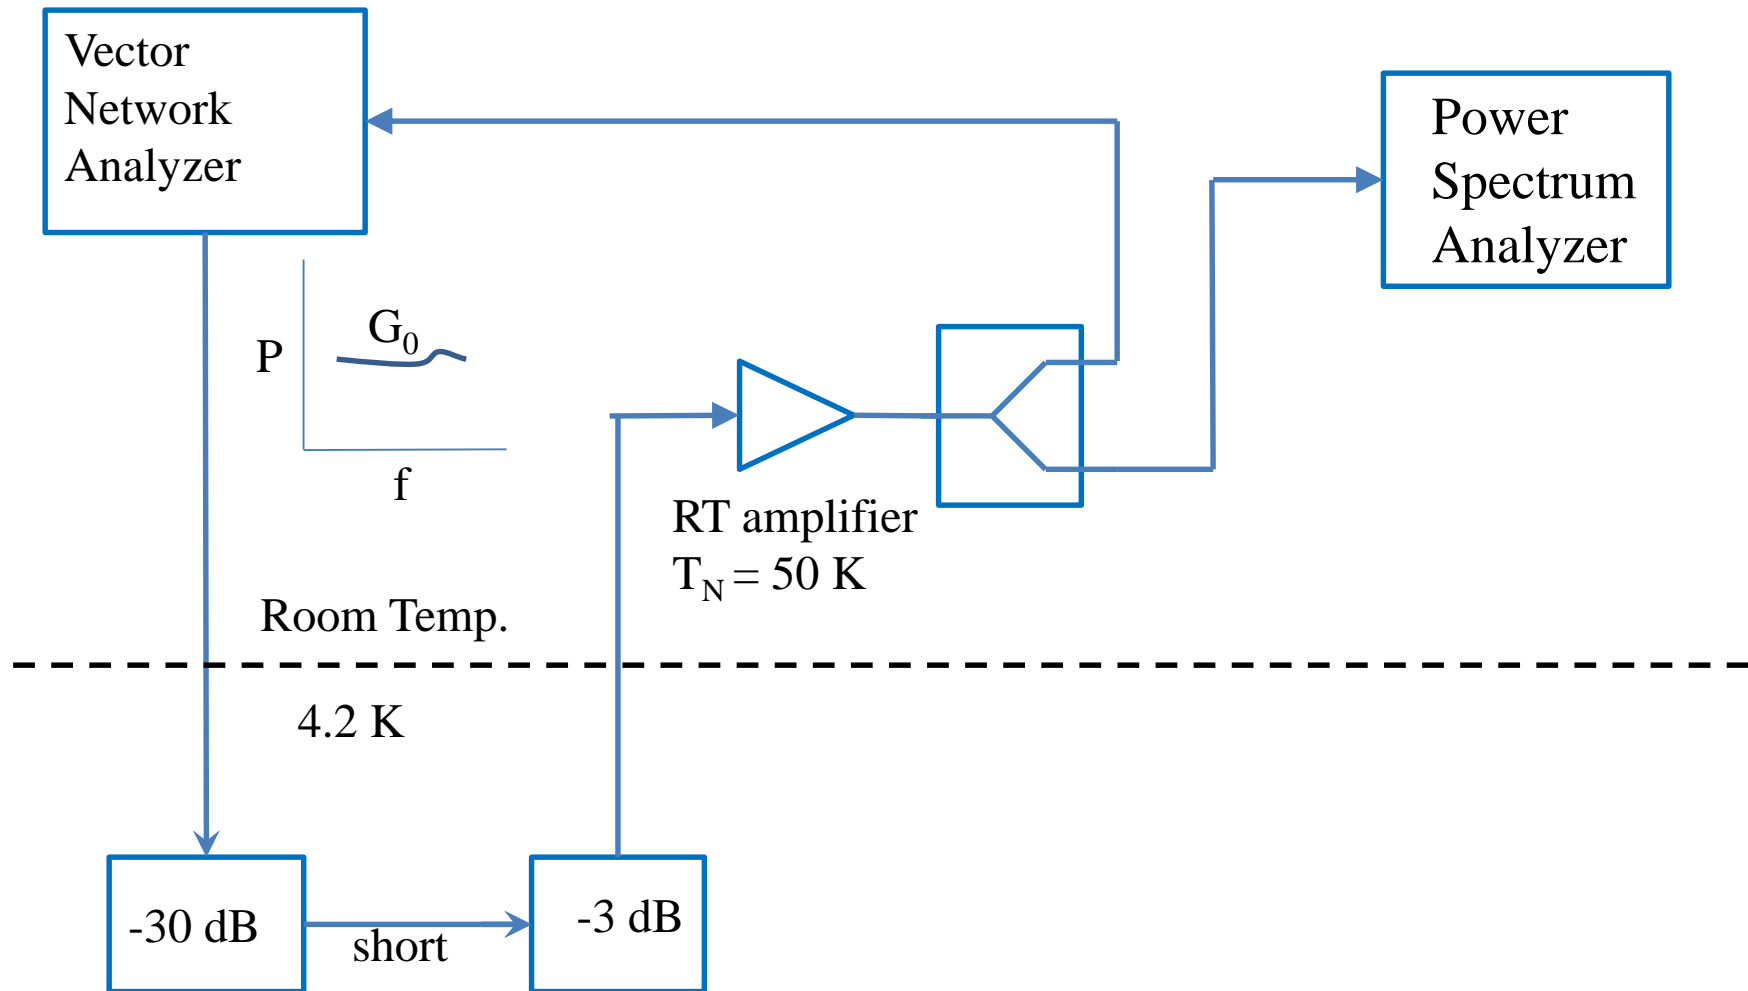 Vector
Network
Analyzer
Power
Spectrum
Analyzer
G₀
P
f
RT amplifier
T_N = 50 K
Room Temp.
4.2 K
-30 dB
short
-3 dB